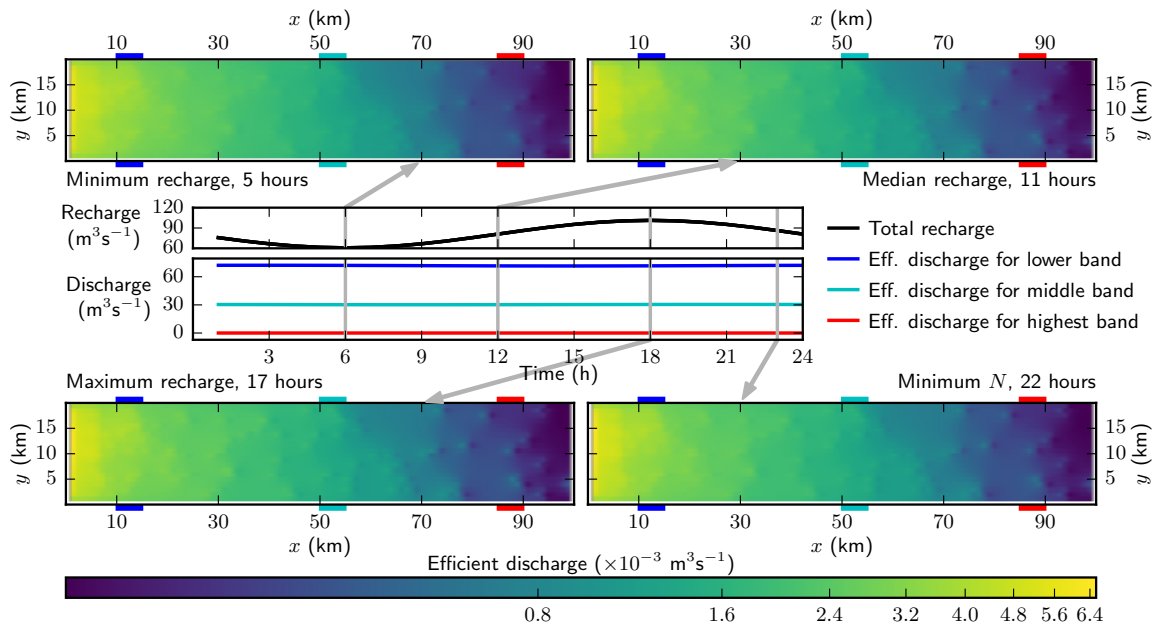 x (km) x (km)
10 30 50 70 90 10 30 50 70 90
y (km) 15 10 5 15 10 5 y (km)
Minimum recharge, 5 hours Median recharge, 11 hours
Recharge (m³s⁻¹) 120 90 60
Total recharge
Eff. discharge for lower band
Eff. discharge for middle band
Eff. discharge for highest band
Discharge (m³s⁻¹) 60 30 0
3 6 9 12 15 18 21 24
Time (h)
Maximum recharge, 17 hours Minimum N, 22 hours
y (km) 15 10 5 15 10 5 y (km)
10 30 50 70 90 10 30 50 70 90
x (km) x (km)
Efficient discharge (×10⁻³ m³s⁻¹)
0.8 1.6 2.4 3.2 4.0 4.8 5.6 6.4